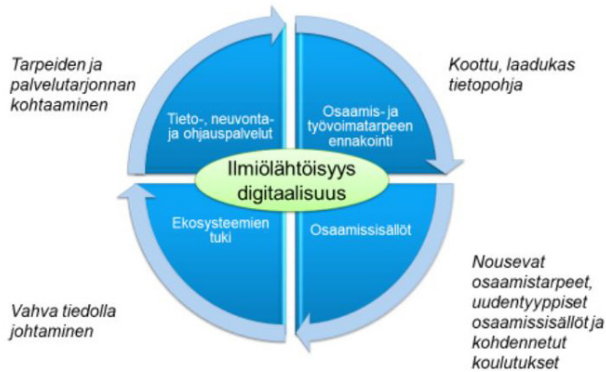 Tarpeiden ja
palvelutarjonnan
kohtaaminen
Koottu, laadukas
tietopohja
Tieto-, neuvonta-
ja ohjauspalvelut
Osaamis- ja
työvoimatarpeen
ennakointi
Ilmiölähtöisyys
digitaalisuus
Ekosysteemien
tuki
Osaamissisällöt
Vahva tiedolla
johtaminen
Nousevat
osaamistarpeet,
uudentyyppiset
osaamissisällöt ja
kohdennetut
koulutukset